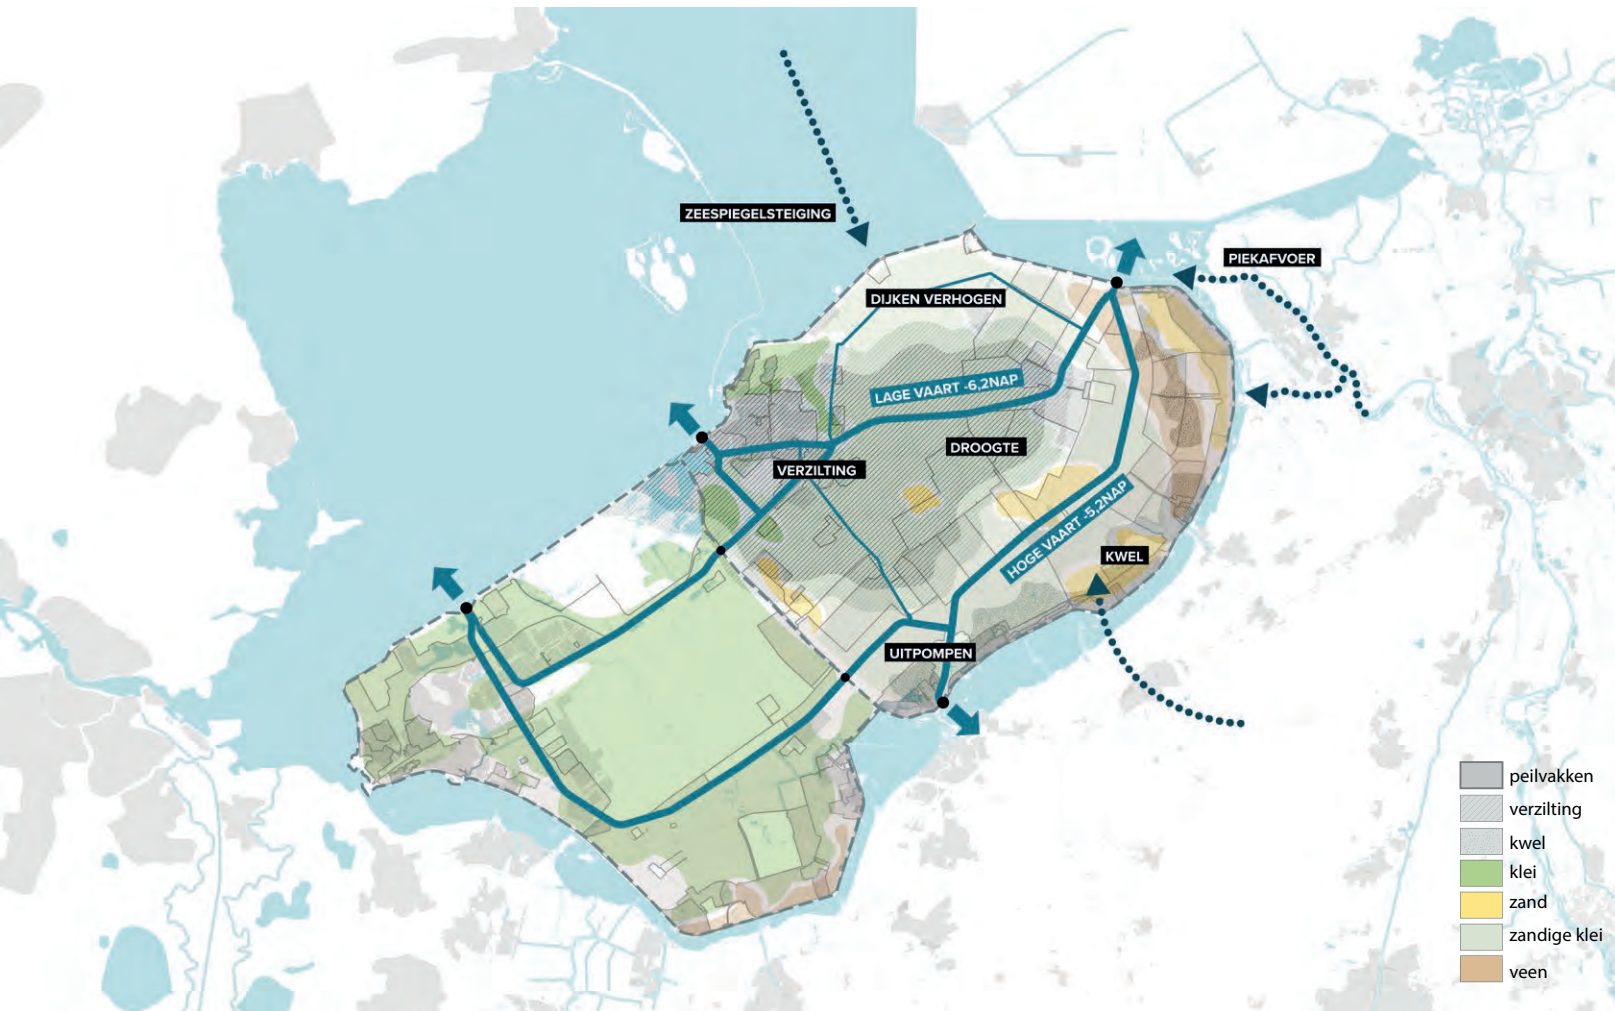 ZEESPIEGELSTEIGING
PIEKAFVOER
DIJKEN VERHOGEN
LAGE VAART -6,2NAP
DROOGTE
VERZILTING
HOGE VAART -5,2NAP
KWEL
UITPOMPEN
peilvakken
verzilting
kwel
klei
zand
zandige klei
veen